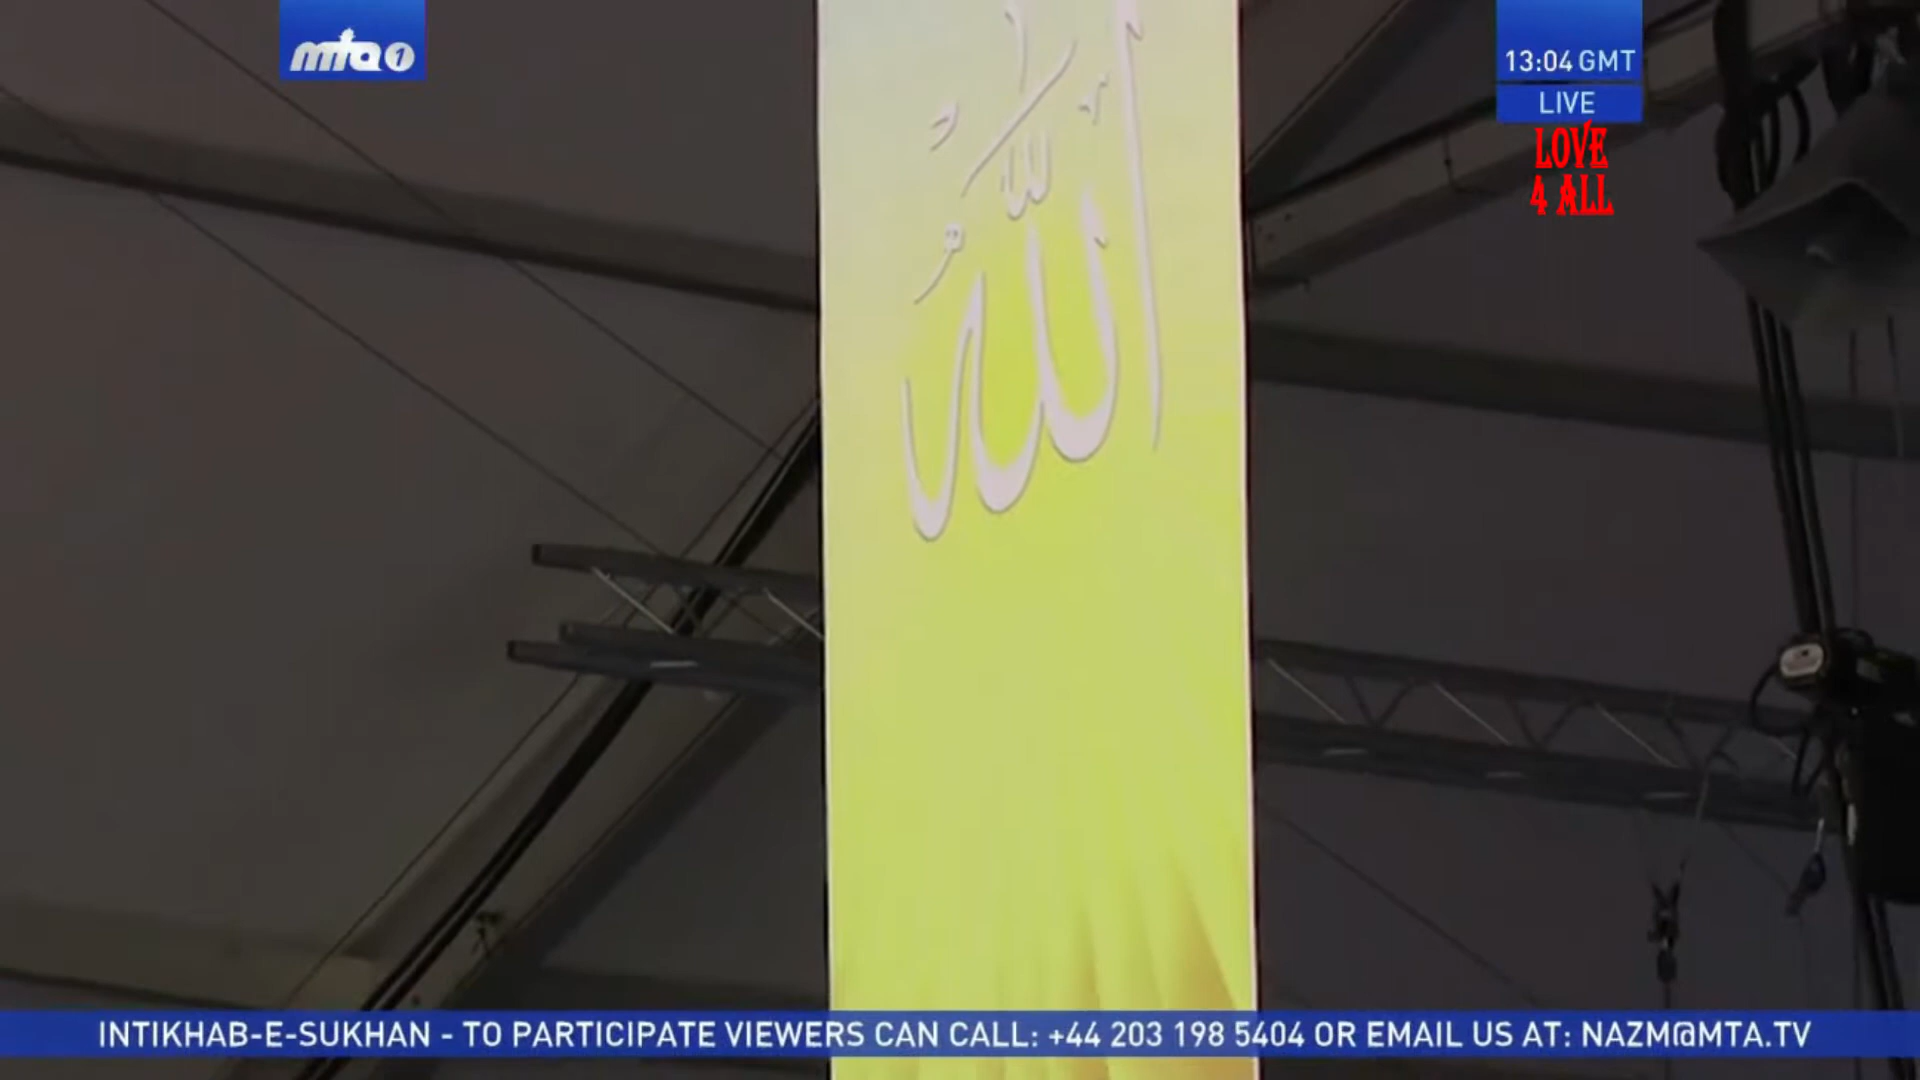 mta1
13:04 GMT
LIVE
LOVE
4 ALL
الله
INTIKHAB-E-SUKHAN - TO PARTICIPATE VIEWERS CAN CALL: +44 203 198 5404 OR EMAIL US AT: NAZM@MTA.TV